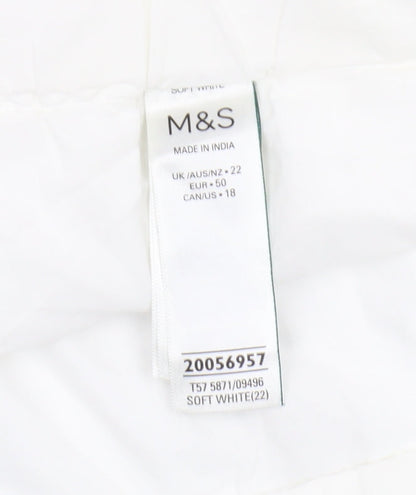 SOFT WHITE
M&S
MADE IN INDIA
UK/AUS/NZ • 22
EUR • 50
CAN/US • 18
20056957
T57 5871/09496
SOFT WHITE(22)